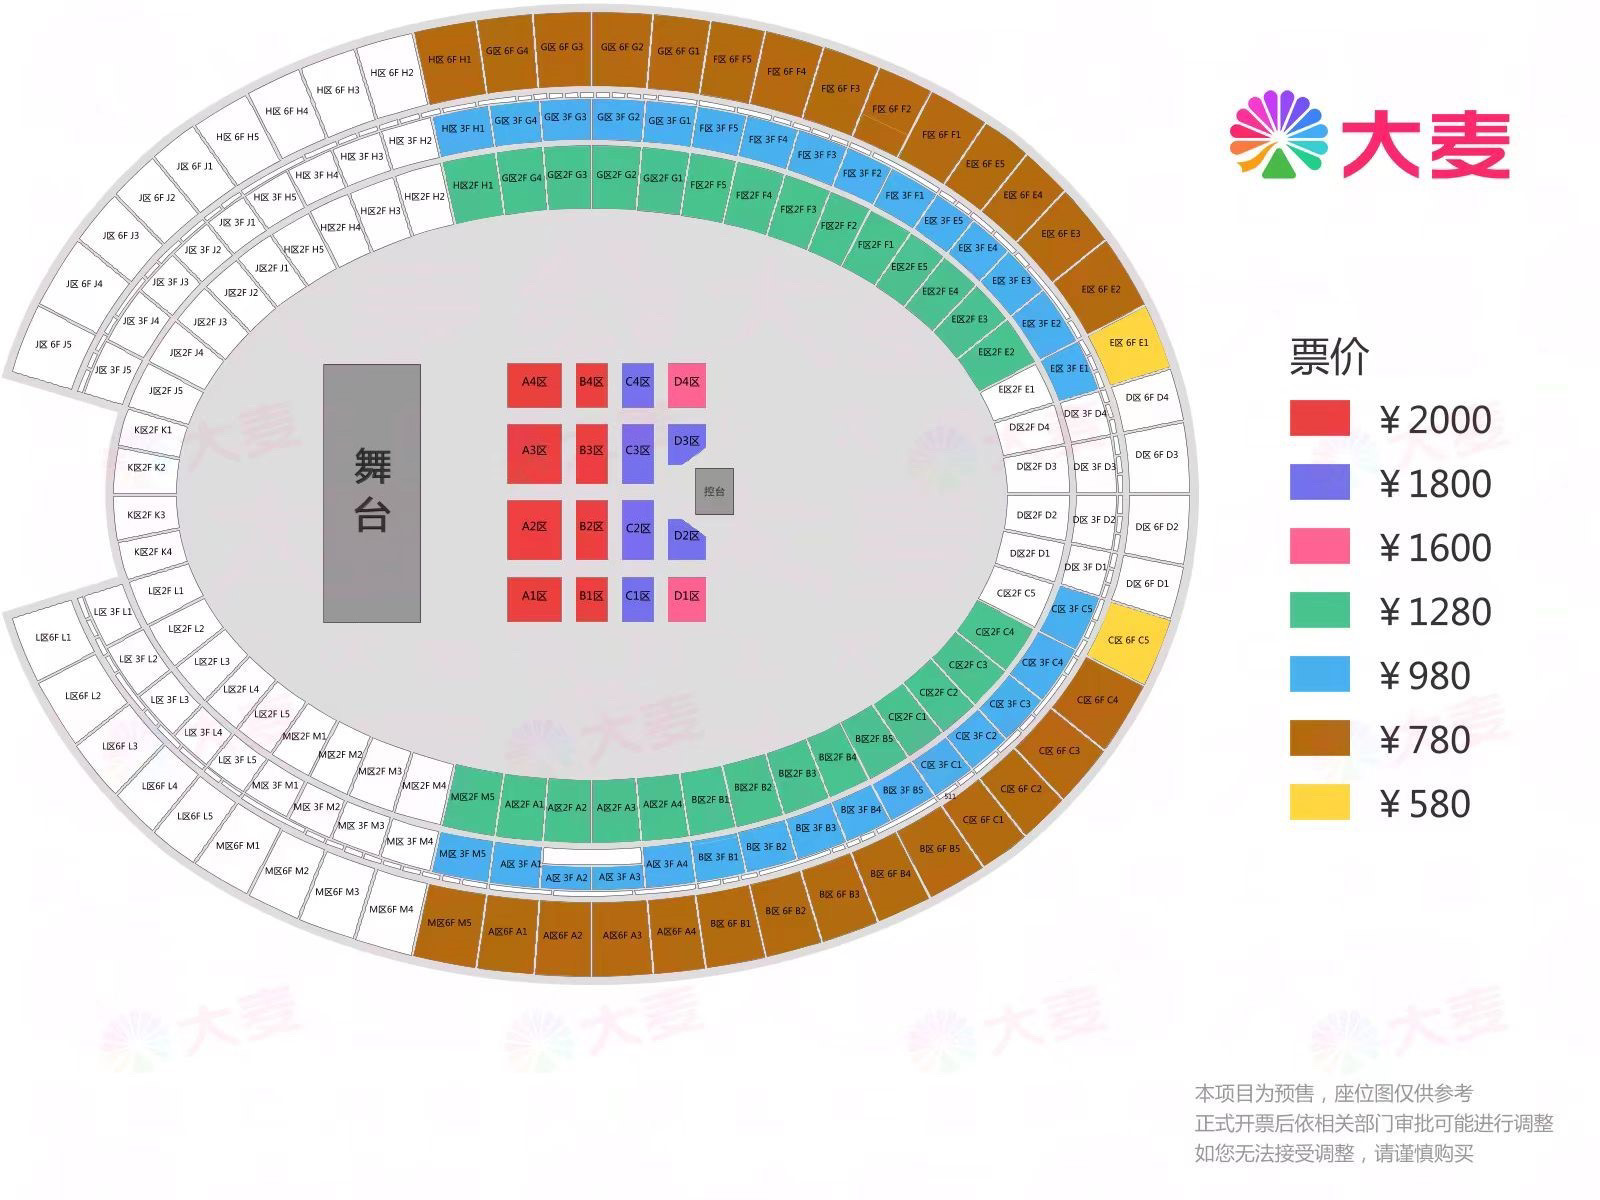 大麦
票价
¥2000
¥1800
¥1600
¥1280
¥980
¥780
¥580
H区 6F H5
H区 6F H4
H区 6F H3
H区 6F H2
H区 6F H1
G区 6F G4
G区 6F G3
G区 6F G2
G区 6F G1
F区 6F F5
F区 6F F4
F区 6F F3
F区 6F F2
F区 6F F1
E区 6F E5
E区 6F E4
E区 6F E3
E区 6F E2
E区 6F E1
D区 6F D4
D区 6F D3
D区 6F D2
D区 6F D1
C区 6F C5
C区 6F C4
C区 6F C3
C区 6F C2
C区 6F C1
B区 6F B5
B区 6F B4
B区 6F B3
B区 6F B2
B区 6F B1
A区6F A4
A区6F A3
A区6F A2
A区6F A1
M区6F M5
M区6F M4
M区6F M3
M区6F M2
M区6F M1
L区6F L5
L区6F L4
L区6F L3
L区6F L2
L区6F L1
J区 6F J5
J区 6F J4
J区 6F J3
J区 6F J2
J区 6F J1
H区 3F H5
H区 3F H4
H区 3F H3
H区 3F H2
H区 3F H1
G区 3F G4
G区 3F G3
G区 3F G2
G区 3F G1
F区 3F F5
F区 3F F4
F区 3F F3
F区 3F F2
F区 3F F1
E区 3F E5
E区 3F E4
E区 3F E3
E区 3F E2
E区 3F E1
D区 3F D4
D区 3F D3
D区 3F D2
D区 3F D1
C区 3F C5
C区 3F C4
C区 3F C3
C区 3F C2
C区 3F C1
511
B区 3F B5
B区 3F B4
B区 3F B3
B区 3F B2
B区 3F B1
A区 3F A4
A区 3F A3
A区 3F A2
A区 3F A1
M区 3F M5
M区 3F M4
M区 3F M3
M区 3F M2
M区 3F M1
L区 3F L5
L区 3F L4
L区 3F L3
L区 3F L2
L区 3F L1
J区 3F J5
J区 3F J4
J区 3F J3
J区 3F J2
J区 3F J1
H区2F H5
H区2F H4
H区2F H3
H区2F H2
H区2F H1
G区2F G4
G区2F G3
G区2F G2
G区2F G1
F区2F F5
F区2F F4
F区2F F3
F区2F F2
F区2F F1
E区2F E5
E区2F E4
E区2F E3
E区2F E2
E区2F E1
D区2F D4
D区2F D3
D区2F D2
D区2F D1
C区2F C5
C区2F C4
C区2F C3
C区2F C2
C区2F C1
B区2F B5
B区2F B4
B区2F B3
B区2F B2
B区2F B1
A区2F A4
A区2F A3
A区2F A2
A区2F A1
M区2F M5
M区2F M4
M区2F M3
M区2F M2
M区2F M1
L区2F L5
L区2F L4
L区2F L3
L区2F L2
L区2F L1
K区2F K4
K区2F K3
K区2F K2
K区2F K1
J区2F J5
J区2F J4
J区2F J3
J区2F J2
J区2F J1
舞
台
A4区 B4区 C4区 D4区
A3区 B3区 C3区 D3区
控台
A2区 B2区 C2区 D2区
A1区 B1区 C1区 D1区
大麦
大麦
大麦
大麦
大麦
大麦
大麦
大麦
大麦
大麦
本项目为预售，座位图仅供参考
正式开票后依相关部门审批可能进行调整
如您无法接受调整，请谨慎购买